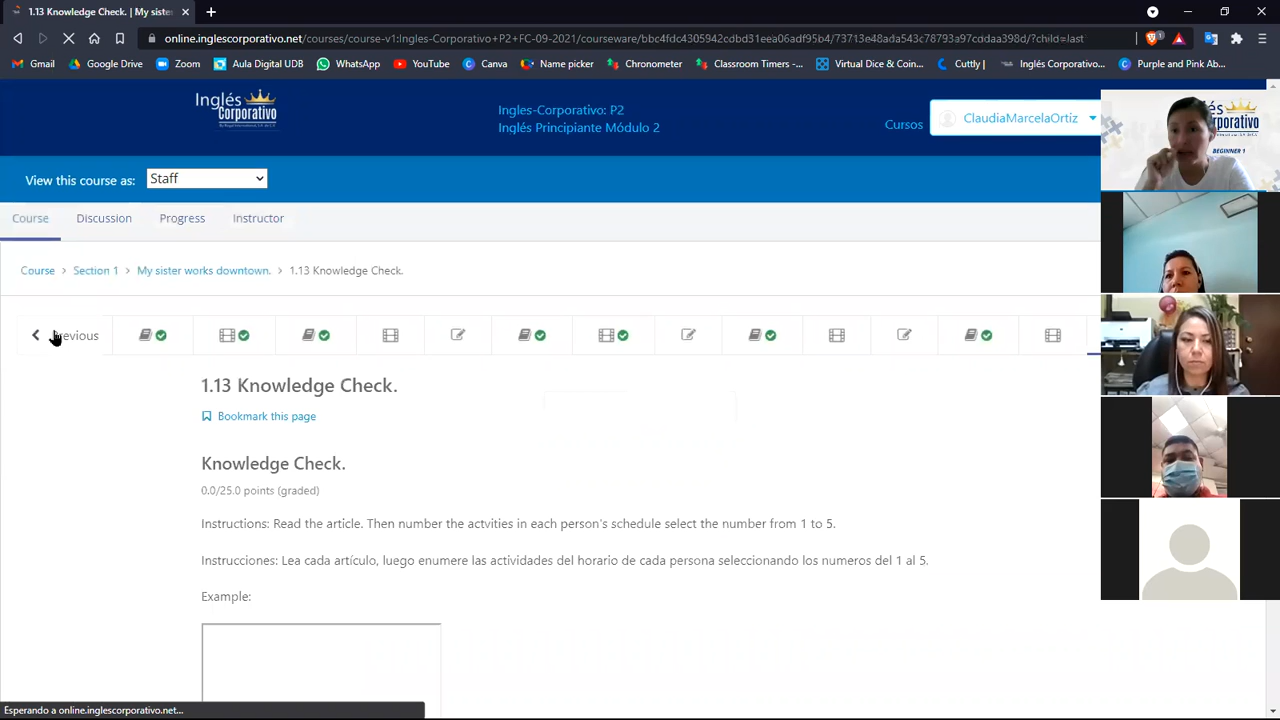 1.13 Knowledge Check. | My siste
online.inglescorporativo.net/courses/course-v1:Ingles-Corporativo+P2+FC-09-2021/courseware/bbc4fdc4305942cdbd31eea06adf95b4/73f713e48ada543c78793a97cddaa398d/?child=last
Gmail Google Drive Zoom Aula Digital UDB WhatsApp YouTube Canva Name picker Chronometer Classroom Timers -... Virtual Dice & Coin... Cuttly | Inglés Corporativo... Purple and Pink Ab...
Inglés
Corporativo
Ingles-Corporativo: P2
Inglés Principiante Módulo 2
Cursos
ClaudiaMarcelaOrtiz
BEGINNER 1
View this course as: Staff
Course Discussion Progress Instructor
Course > Section 1 > My sister works downtown. > 1.13 Knowledge Check.
Previous
1.13 Knowledge Check.
Bookmark this page
Knowledge Check.
0.0/25.0 points (graded)
Instructions: Read the article. Then number the actvities in each person's schedule select the number from 1 to 5.
Instrucciones: Lea cada artículo, luego enumere las actividades del horario de cada persona seleccionando los numeros del 1 al 5.
Example:
Esperando a online.inglescorporativo.net...